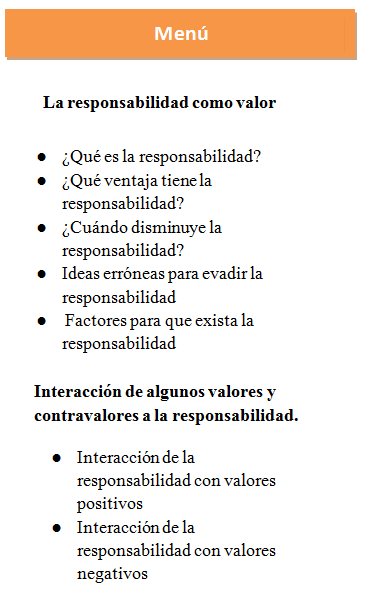 Menú
La responsabilidad como valor
● ¿Qué es la responsabilidad?
● ¿Qué ventaja tiene la
responsabilidad?
● ¿Cuándo disminuye la
responsabilidad?
● Ideas erróneas para evadir la
responsabilidad
● Factores para que exista la
responsabilidad
Interacción de algunos valores y
contravalores a la responsabilidad.
● Interacción de la
responsabilidad con valores
positivos
● Interacción de la
responsabilidad con valores
negativos